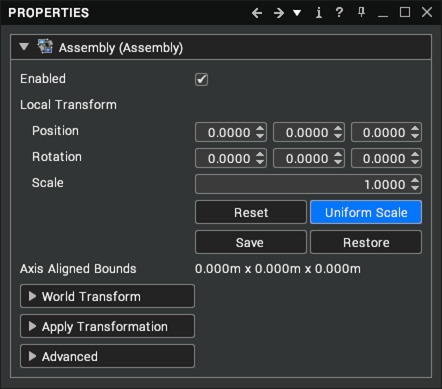 PROPERTIES
Assembly (Assembly)
Enabled
Local Transform
Position 0.0000 0.0000 0.0000
Rotation 0.0000 0.0000 0.0000
Scale 1.0000
Reset Uniform Scale
Save Restore
Axis Aligned Bounds 0.000m x 0.000m x 0.000m
World Transform
Apply Transformation
Advanced